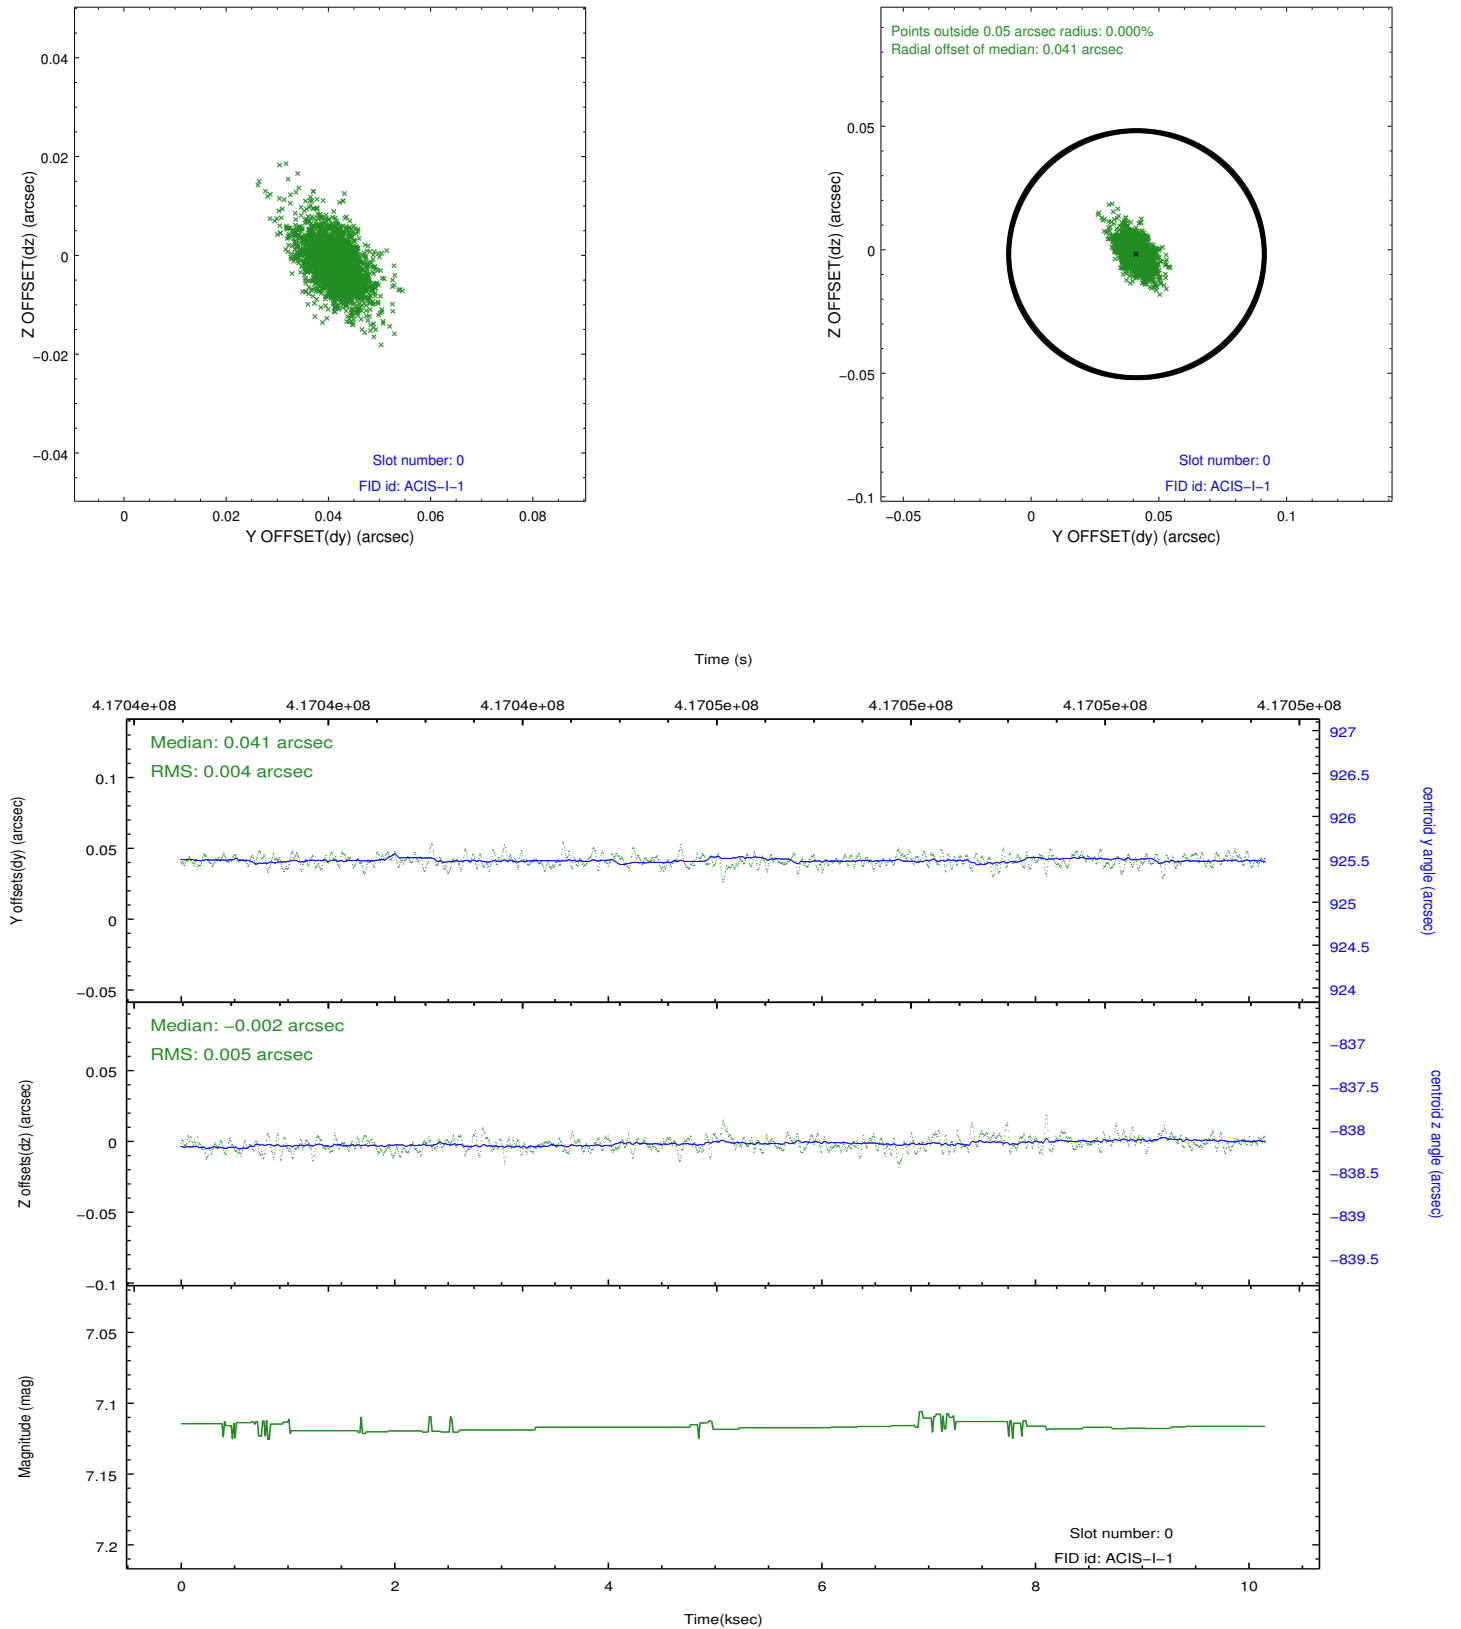 0.04
0.02
0
−0.02
−0.04
Z OFFSET(dz) (arcsec)
Slot number: 0
FID id: ACIS−I−1
0 0.02 0.04 0.06 0.08
Y OFFSET(dy) (arcsec)
Points outside 0.05 arcsec radius: 0.000%
Radial offset of median: 0.041 arcsec
0.05
0
−0.05
−0.1
Z OFFSET(dz) (arcsec)
Slot number: 0
FID id: ACIS−I−1
−0.05 0 0.05 0.1
Y OFFSET(dy) (arcsec)
Time (s)
4.1704e+08 4.1704e+08 4.1704e+08 4.1705e+08 4.1705e+08 4.1705e+08 4.1705e+08
Median: 0.041 arcsec
RMS: 0.004 arcsec
0.1
0.05
0
−0.05
Y offsets(dy) (arcsec)
927
926.5
926
925.5
925
924.5
924
centroid y angle (arcsec)
Median: −0.002 arcsec
RMS: 0.005 arcsec
0.05
0
−0.05
−0.1
Z offsets(dz) (arcsec)
−837
−837.5
−838
−838.5
−839
−839.5
centroid z angle (arcsec)
7.05
7.1
7.15
7.2
Magnitude (mag)
Slot number: 0
FID id: ACIS−I−1
0 2 4 6 8 10
Time(ksec)